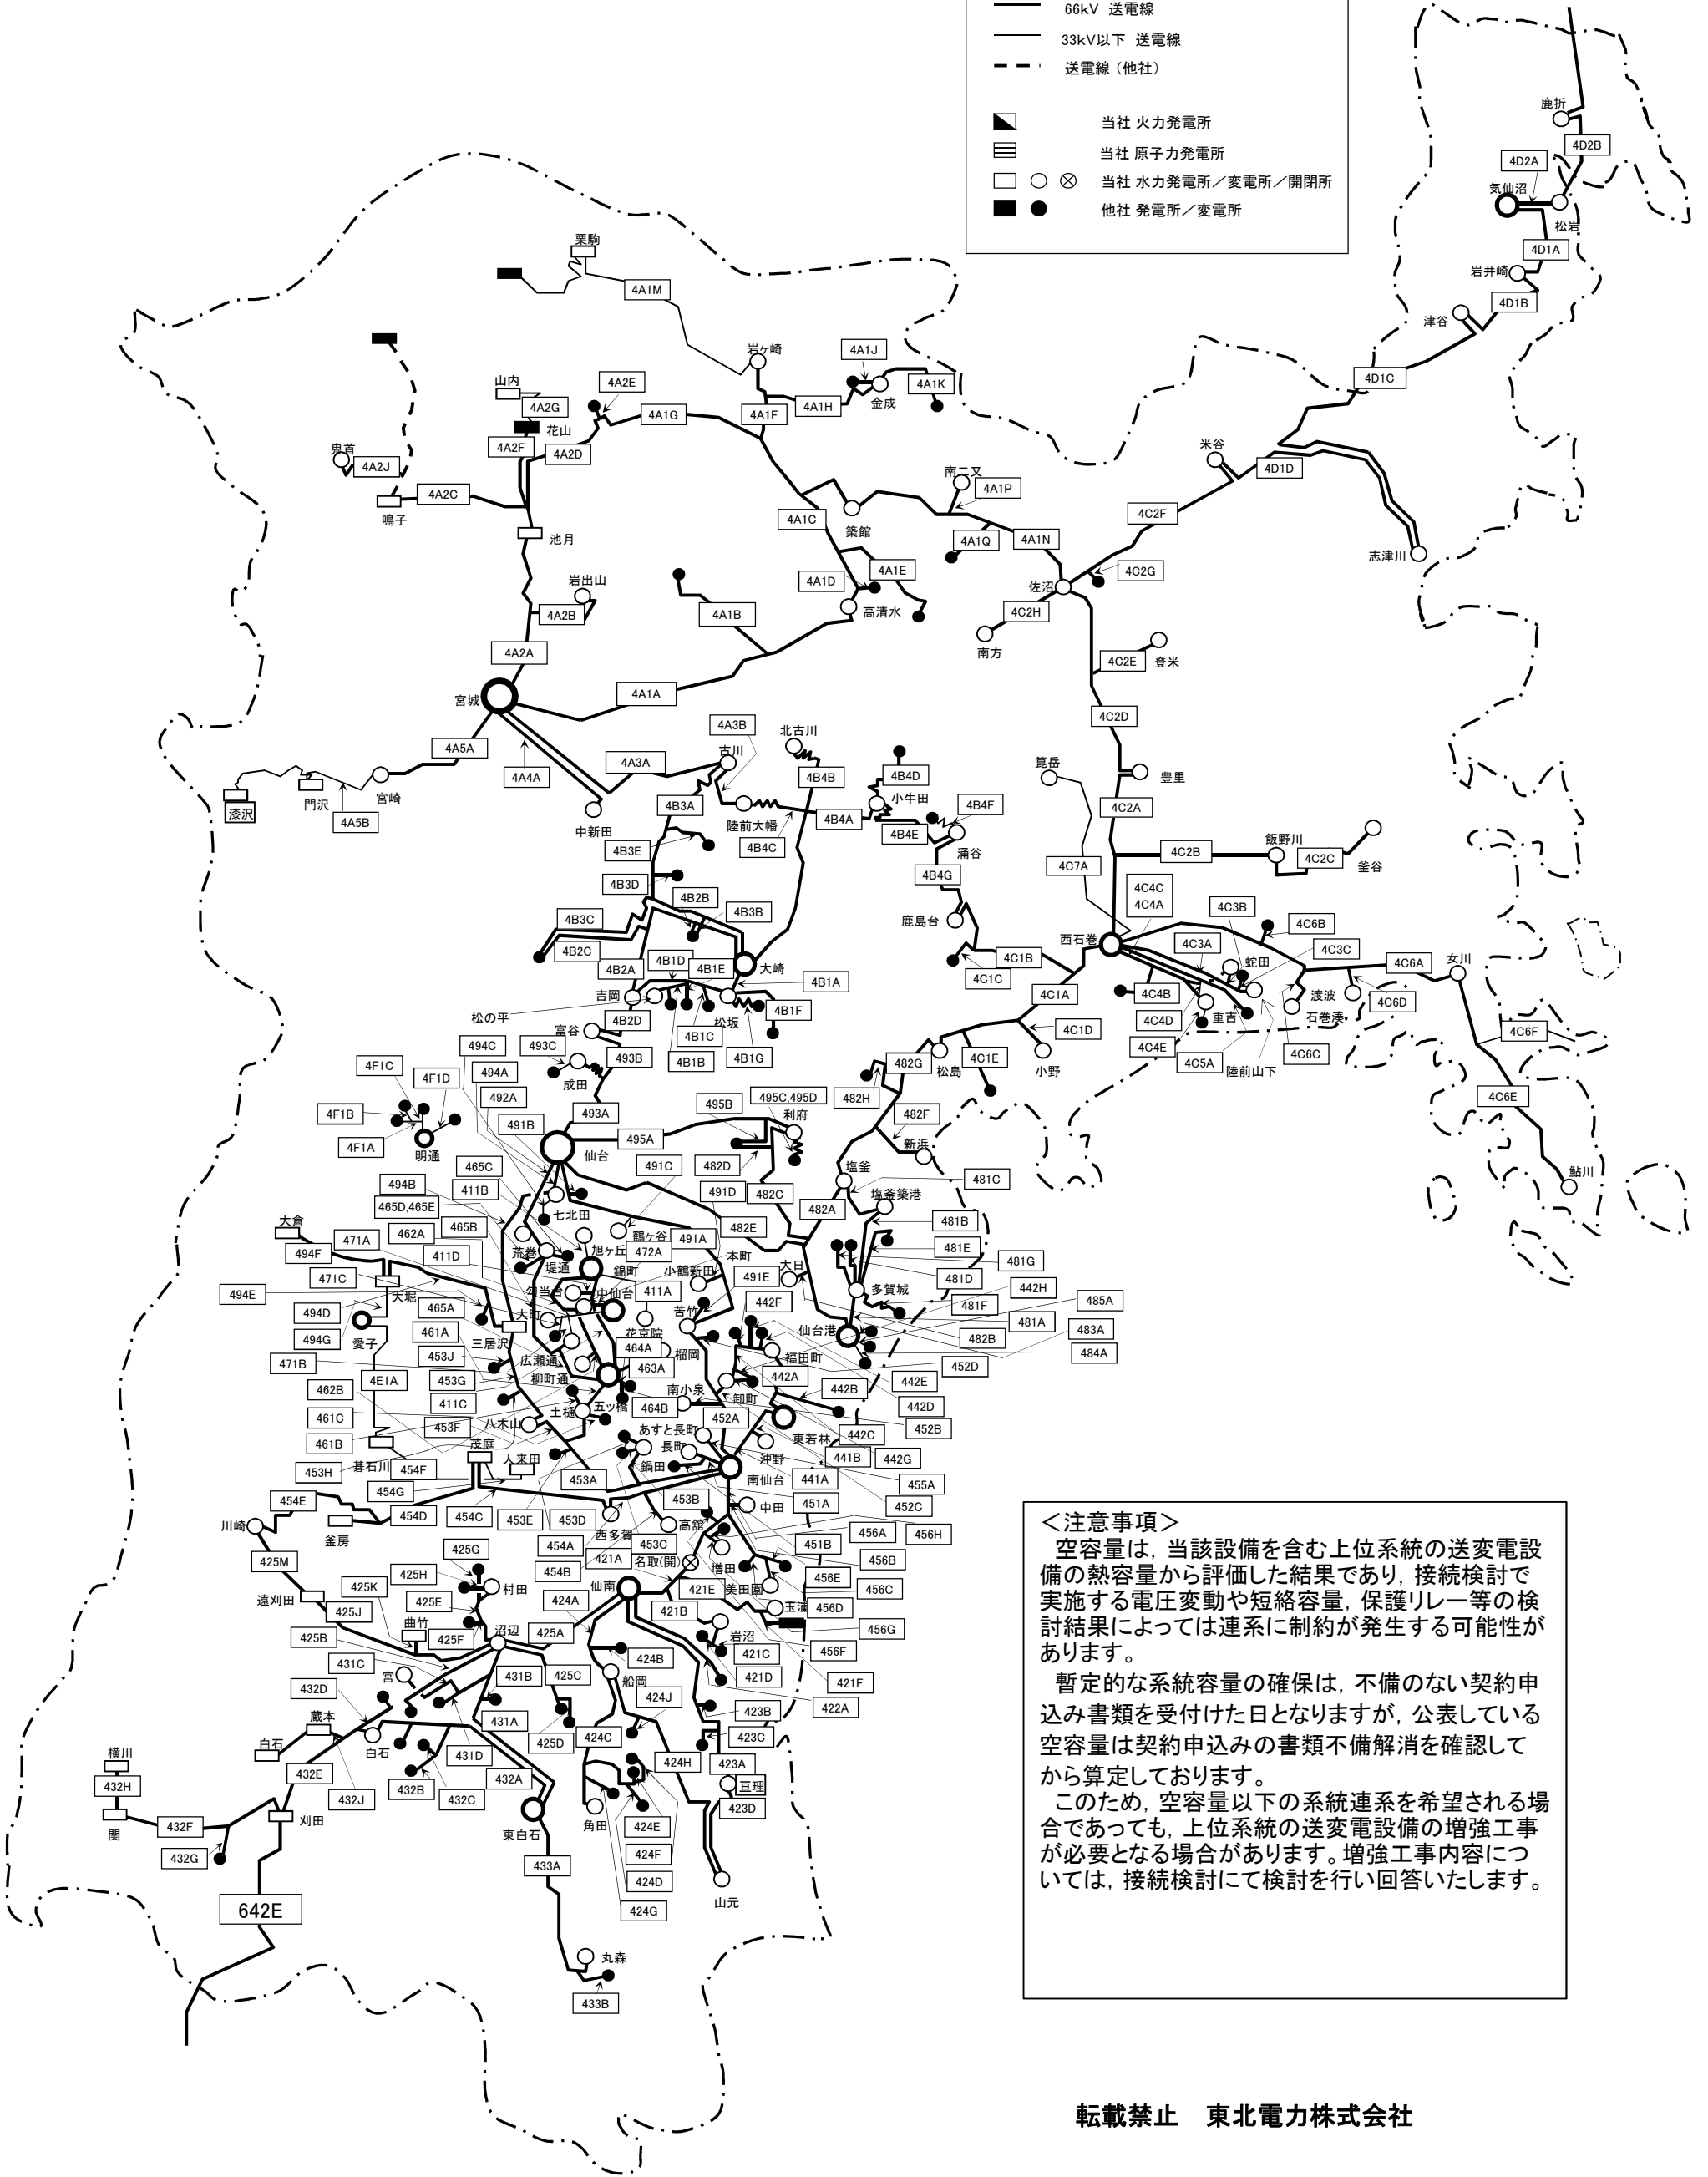 66kV 送電線
33kV以下 送電線
送電線（他社）
当社 火力発電所
当社 原子力発電所
当社 水力発電所／変電所／開閉所
他社 発電所／変電所
鹿折
4D2B
4D2A
気仙沼
松岩
4D1A
岩井崎
4D1B
津谷
4D1C
栗駒
4A1M
岩ヶ崎
4A1J
4A1K
金成
4A1H
4A1F
4A1G
4A2E
山内
4A2G
花山
4A2F
4A2D
鬼首
4A2J
4A2C
鳴子
池月
米谷
4D1D
志津川
南二又
4A1P
4A1C
築館
4A1Q
4A1N
4C2F
4C2G
佐沼
4C2H
南方
4A1E
4A1D
高清水
岩出山
4A2B
4A1B
4A2A
4C2E
登米
宮城
4A1A
4C2D
4A5A
4A4A
4A3A
4A3B
古川
北古川
4B4B
4B4D
小牛田
4B4F
筺岳
豊里
4C2A
漆沢
門沢
4A5B
宮崎
中新田
4B3A
陸前大幡
4B4C
4B4A
4B4E
涌谷
4B3E
4B3D
4B4G
4C7A
4C2B
飯野川
4C2C
釜谷
4B2B
4B3B
4B3C
4B2C
鹿島台
4C4C
4C4A
4C3B
4C6B
4C3A
4C3C
西石巻
蛇田
4C6A
女川
4B2A
4B1D
4B1E
大崎
4B1A
4C1B
4C1C
4C1A
4C4B
4C4D
重吉
石巻湊
渡波
4C6D
吉岡
松の平
4B2D
富谷
4B1C
松坂
4B1F
4B1B
4B1G
4C1D
4C4E
4C5A
陸前山下
4C6C
4C6F
4C6E
鮎川
494C
493C
493B
成田
494A
492A
491B
4F1C
4F1D
4F1B
4F1A
明通
493A
仙台
495A
495B
495C,495D
利府
482G
松島
4C1E
小野
482H
482F
新浜
465C
494B
411B
465D,465E
462A
465B
471A
411D
七北田
491C
482D
491D
482C
482E
塩釜
481C
塩釜築港
482A
481B
481E
481G
481D
442H
大倉
494F
471C
494E
494D
494G
大堀
愛子
荒巻
旭ヶ丘
鶴ヶ谷
堤通
472A
491A
錦町
本町
小鶴新田
491E
大日
多賀城
481F
485A
481A
483A
482B
484A
勾当台
中仙台
411A
苦竹
442F
仙台港
465A
461A
大町
三居沢
453J
広瀬通
花京院
464A
榴岡
福田町
452D
471B
4E1A
453G
411C
柳町通
463A
442A
442E
462B
461C
461B
453F
八木山
土樋
五ッ橋
南小泉
464B
卸町
442B
442D
452B
452A
あすと長町
長町
東若林
442C
442G
441B
沖野
茂庭
人来田
碁石川
453H
454F
454G
453A
鍋田
南仙台
441A
455A
451A
452C
454E
川崎
釜房
454D
454C
453E
453D
西多賀
453B
高舘
中田
456A
456H
451B
456B
425M
425G
425H
454A
454B
421A
453C
名取(開)
増田
456E
456C
遠刈田
425K
425J
425E
村田
424A
仙南
421E
美田園
456D
玉浦
456G
425B
431C
曲竹
425F
沼辺
425A
421B
岩沼
421C
421D
456F
421F
422A
宮
431B
425C
424B
船岡
424J
423B
423C
432D
蔵本
白石
431A
425D
424C
424H
423A
亘理
423D
横川
432H
関
白石
432E
432J
431D
432A
432B
432C
432F
432G
刈田
東白石
角田
424E
424F
424D
424G
山元
433A
642E
丸森
433B
＜注意事項＞
空容量は，当該設備を含む上位系統の送変電設
備の熱容量から評価した結果であり，接続検討で
実施する電圧変動や短絡容量，保護リレー等の検
討結果によっては連系に制約が発生する可能性が
あります。
暫定的な系統容量の確保は，不備のない契約申
込み書類を受付けた日となりますが，公表している
空容量は契約申込みの書類不備解消を確認して
から算定しております。
このため，空容量以下の系統連系を希望される場
合であっても，上位系統の送変電設備の増強工事
が必要となる場合があります。増強工事内容につ
いては，接続検討にて検討を行い回答いたします。
転載禁止　東北電力株式会社